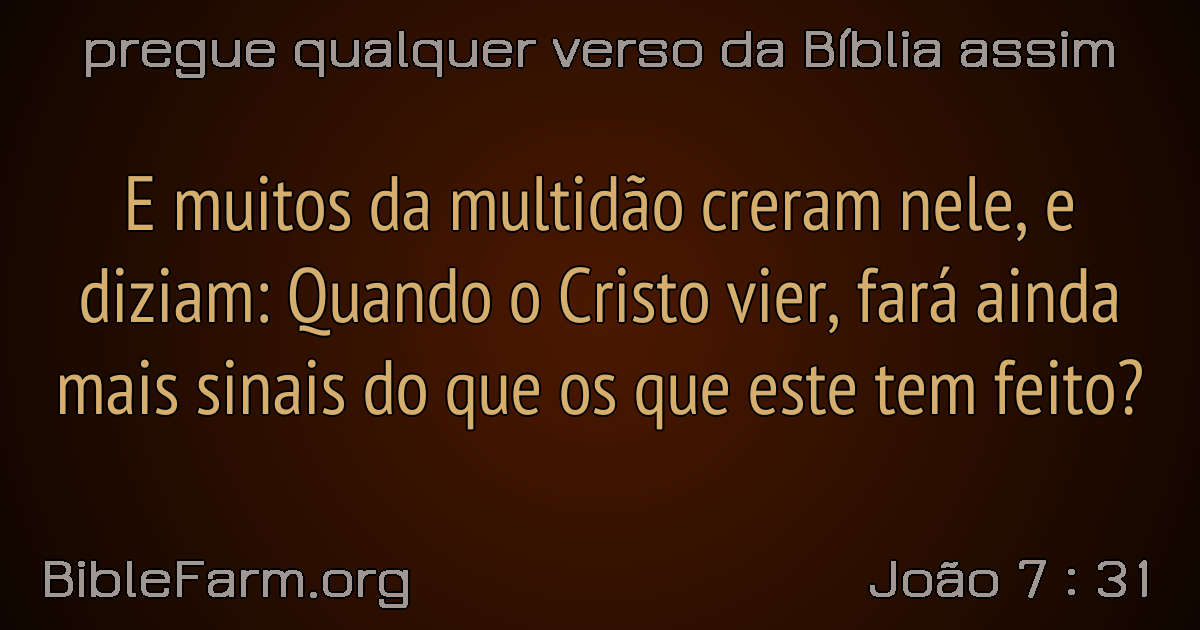 pregue qualquer verso da Bíblia assim
E muitos da multidão creram nele, e
diziam: Quando o Cristo vier, fará ainda
mais sinais do que os que este tem feito?
BibleFarm.org
João 7 : 31